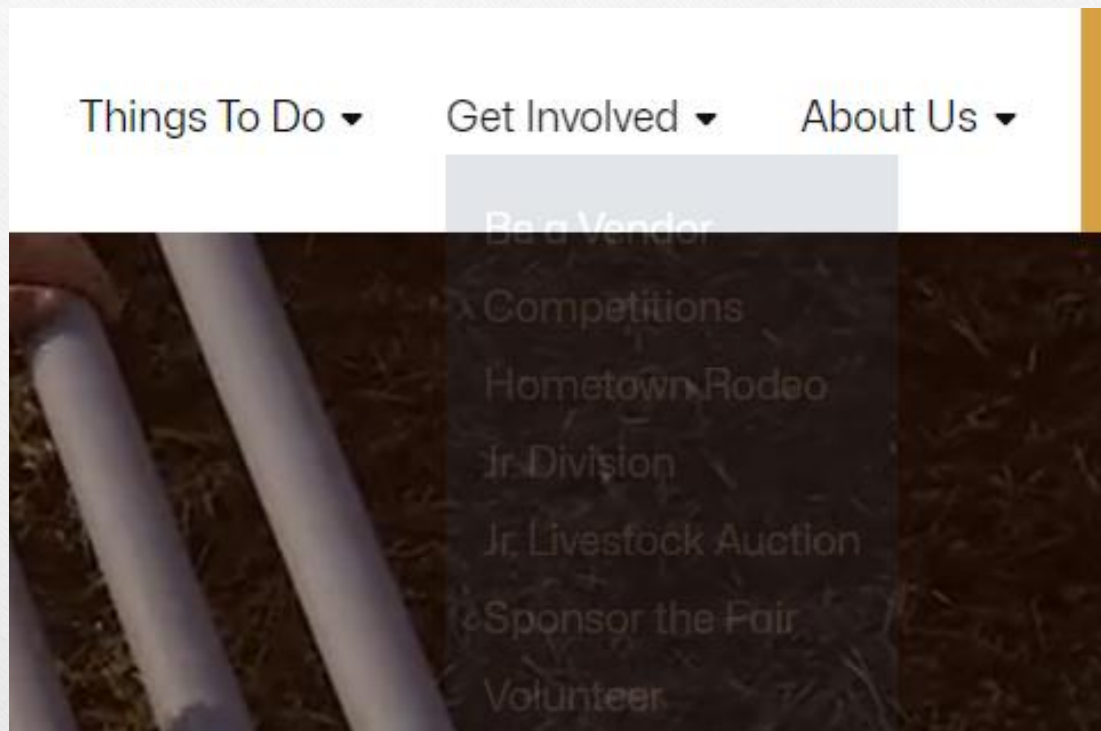 Things To Do Get Involved About Us
Be a Vendor
Competitions
Hometown Rodeo
Jr. Division
Jr. Livestock Auction
Sponsor the Fair
Volunteer